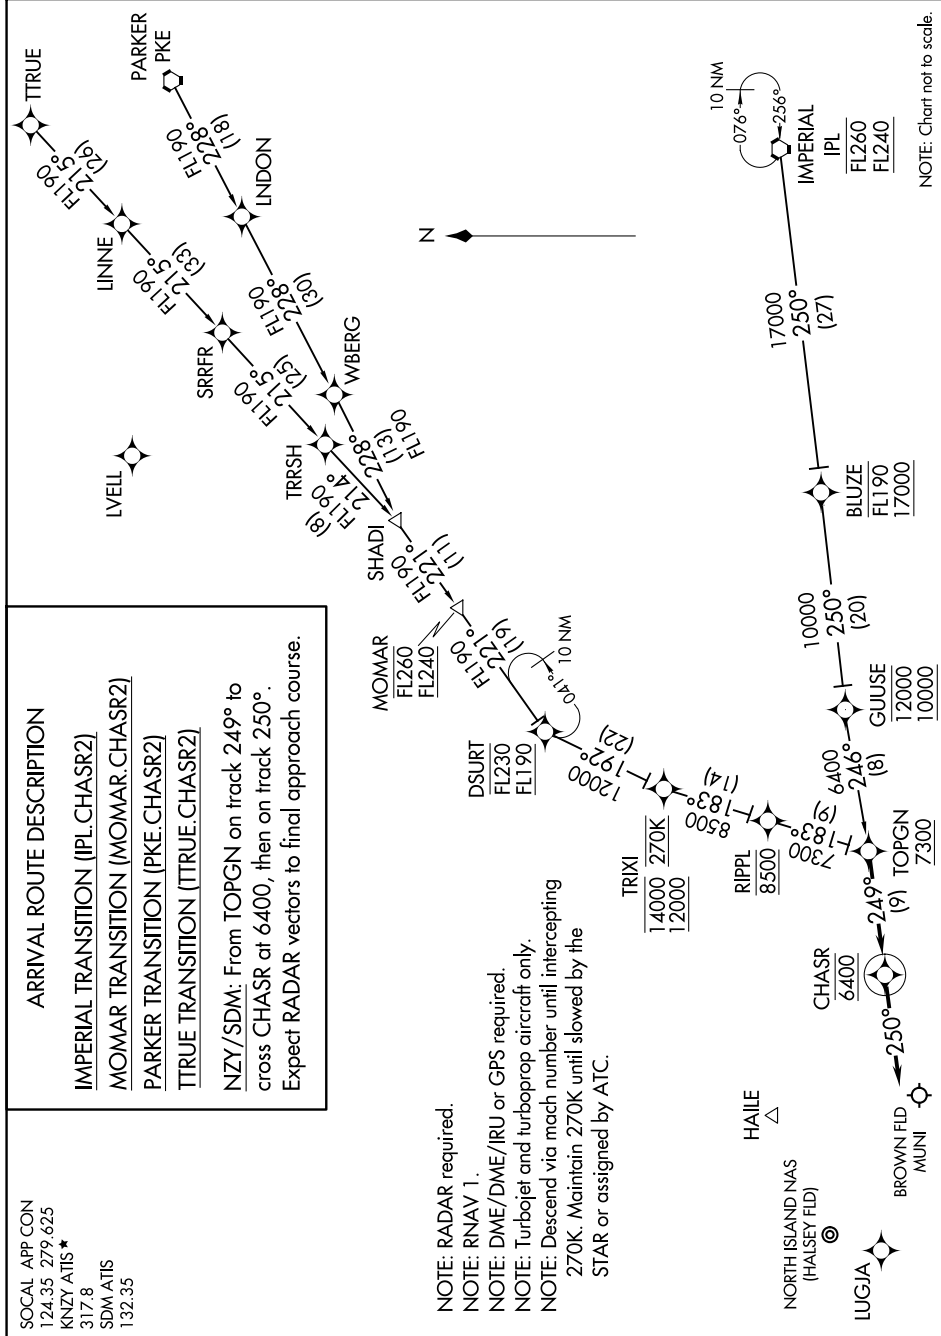 SOCAL APP CON
124.35 279.625
KNZY ATIS★
317.8
SDM ATIS
132.35
ARRIVAL ROUTE DESCRIPTION
IMPERIAL TRANSITION (IPL.CHASR2)
MOMAR TRANSITION (MOMAR.CHASR2)
PARKER TRANSITION (PKE.CHASR2)
TTRUE TRANSITION (TTRUE.CHASR2)
NZY/SDM: From TOPGN on track 249° to
cross CHASR at 6400, then on track 250°.
Expect RADAR vectors to final approach course.
NOTE: RADAR required.
NOTE: RNAV 1.
NOTE: DME/DME/IRU or GPS required.
NOTE: Turbojet and turboprop aircraft only.
NOTE: Descend via mach number until intercepting
270K. Maintain 270K until slowed by the
STAR or assigned by ATC.
TTRUE
FL190
215°
(26)
LINNE
FL190
215°
(33)
SRRFR
FL190
215°
(25)
TRRSH
FL190
214°
(8)
PARKER
PKE
FL190
228°
(18)
LNDON
FL190
228°
(30)
WBERG
228°
(13)
FL190
LVELL
SHADI
FL190
221°
(11)
MOMAR
FL260
FL240
FL190
221°
(19)
041°
10 NM
DSURT
FL230
FL190
12000
192°
(22)
TRIXI
14000 270K
12000
8500
183°
(14)
RIPPL
8500
7300
183°
(9)
N
10 NM
076°
256°
IMPERIAL
IPL
FL260
FL240
17000
250°
(27)
BLUZE
FL190
17000
10000
250°
(20)
GUUSE
12000
10000
6400
246°
(8)
TOPGN
7300
249°
(9)
CHASR
6400
250°
HAILE
BROWN FLD
MUNI
NORTH ISLAND NAS
(HALSEY FLD)
LUGJA
NOTE: Chart not to scale.